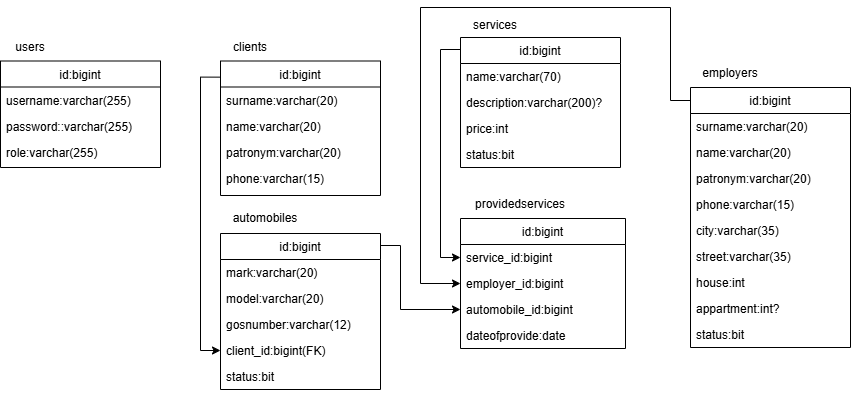 users
id:bigint
username:varchar(255)
password::varchar(255)
role:varchar(255)
clients
id:bigint
surname:varchar(20)
name:varchar(20)
patronym:varchar(20)
phone:varchar(15)
automobiles
id:bigint
mark:varchar(20)
model:varchar(20)
gosnumber:varchar(12)
client_id:bigint(FK)
status:bit
services
id:bigint
name:varchar(70)
description:varchar(200)?
price:int
status:bit
providedservices
id:bigint
service_id:bigint
employer_id:bigint
automobile_id:bigint
dateofprovide:date
employers
id:bigint
surname:varchar(20)
name:varchar(20)
patronym:varchar(20)
phone:varchar(15)
city:varchar(35)
street:varchar(35)
house:int
appartment:int?
status:bit